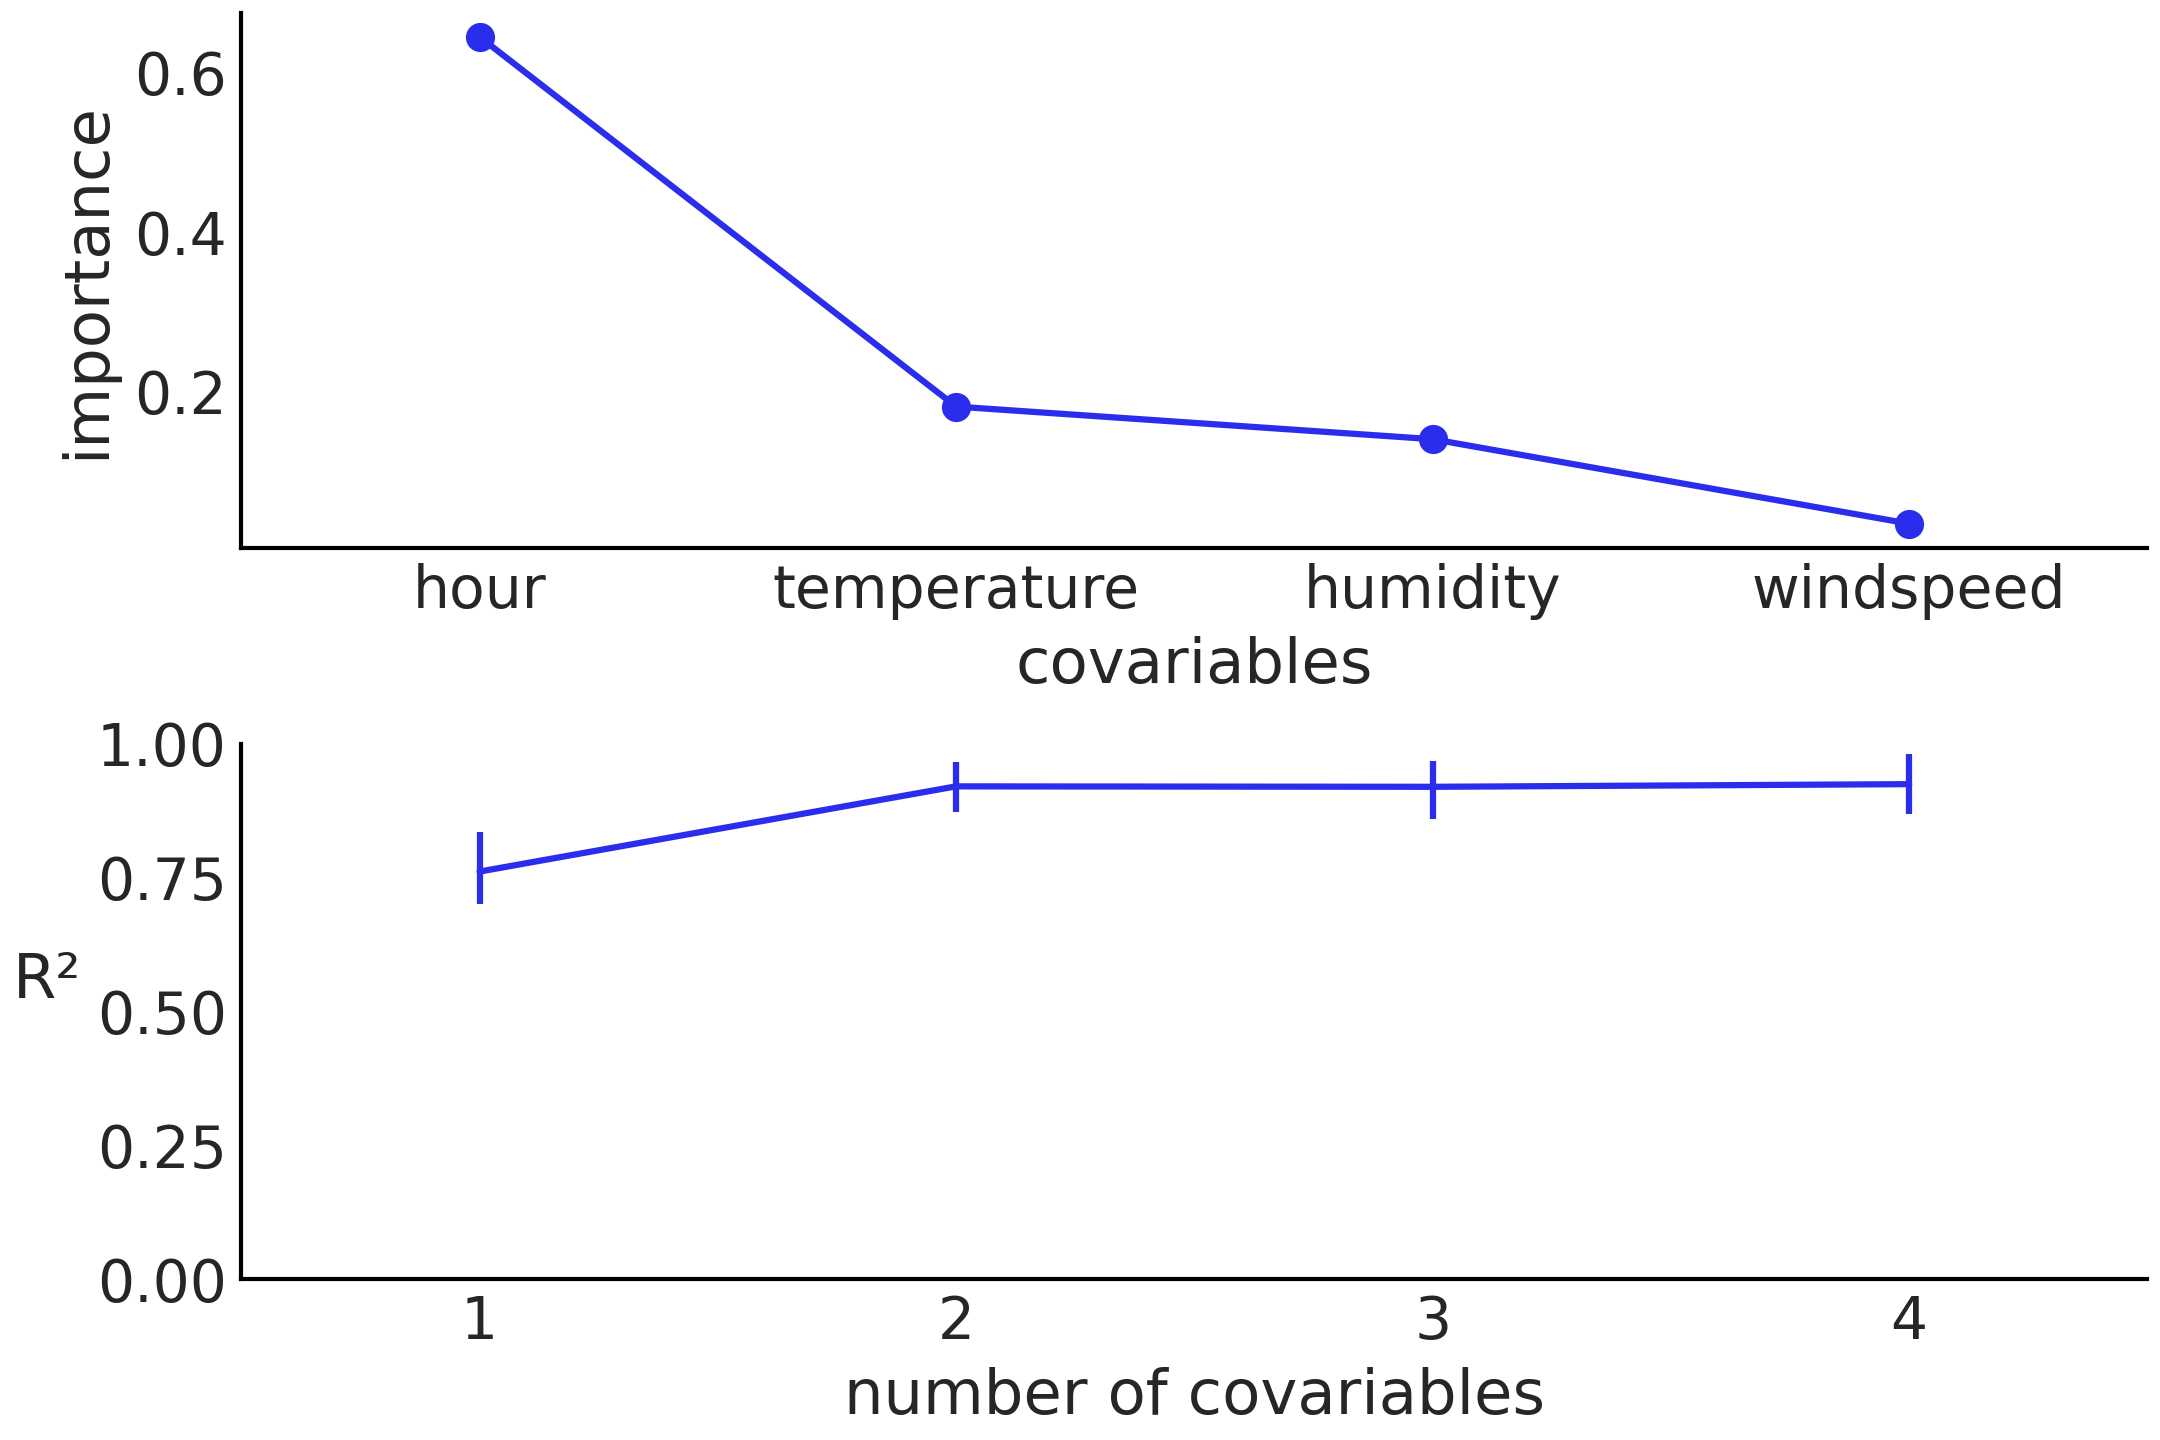 importance
0.6
0.4
0.2
hour temperature humidity windspeed
covariables
R²
1.00
0.75
0.50
0.25
0.00
1 2 3 4
number of covariables